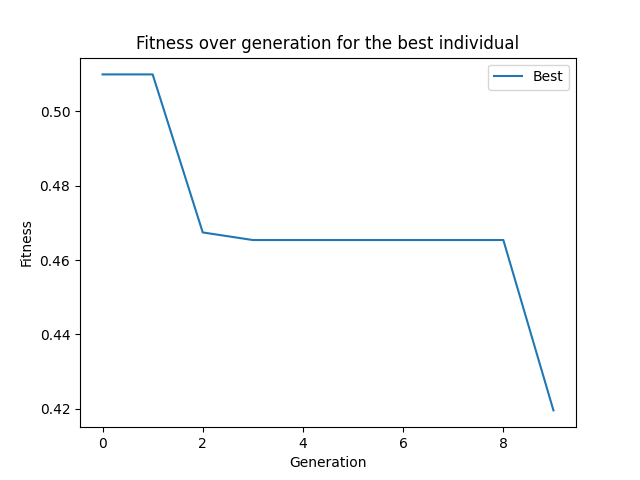 Fitness over generation for the best individual
Best
0.50
0.48
0.46
0.44
0.42
Fitness
0 2 4 6 8
Generation